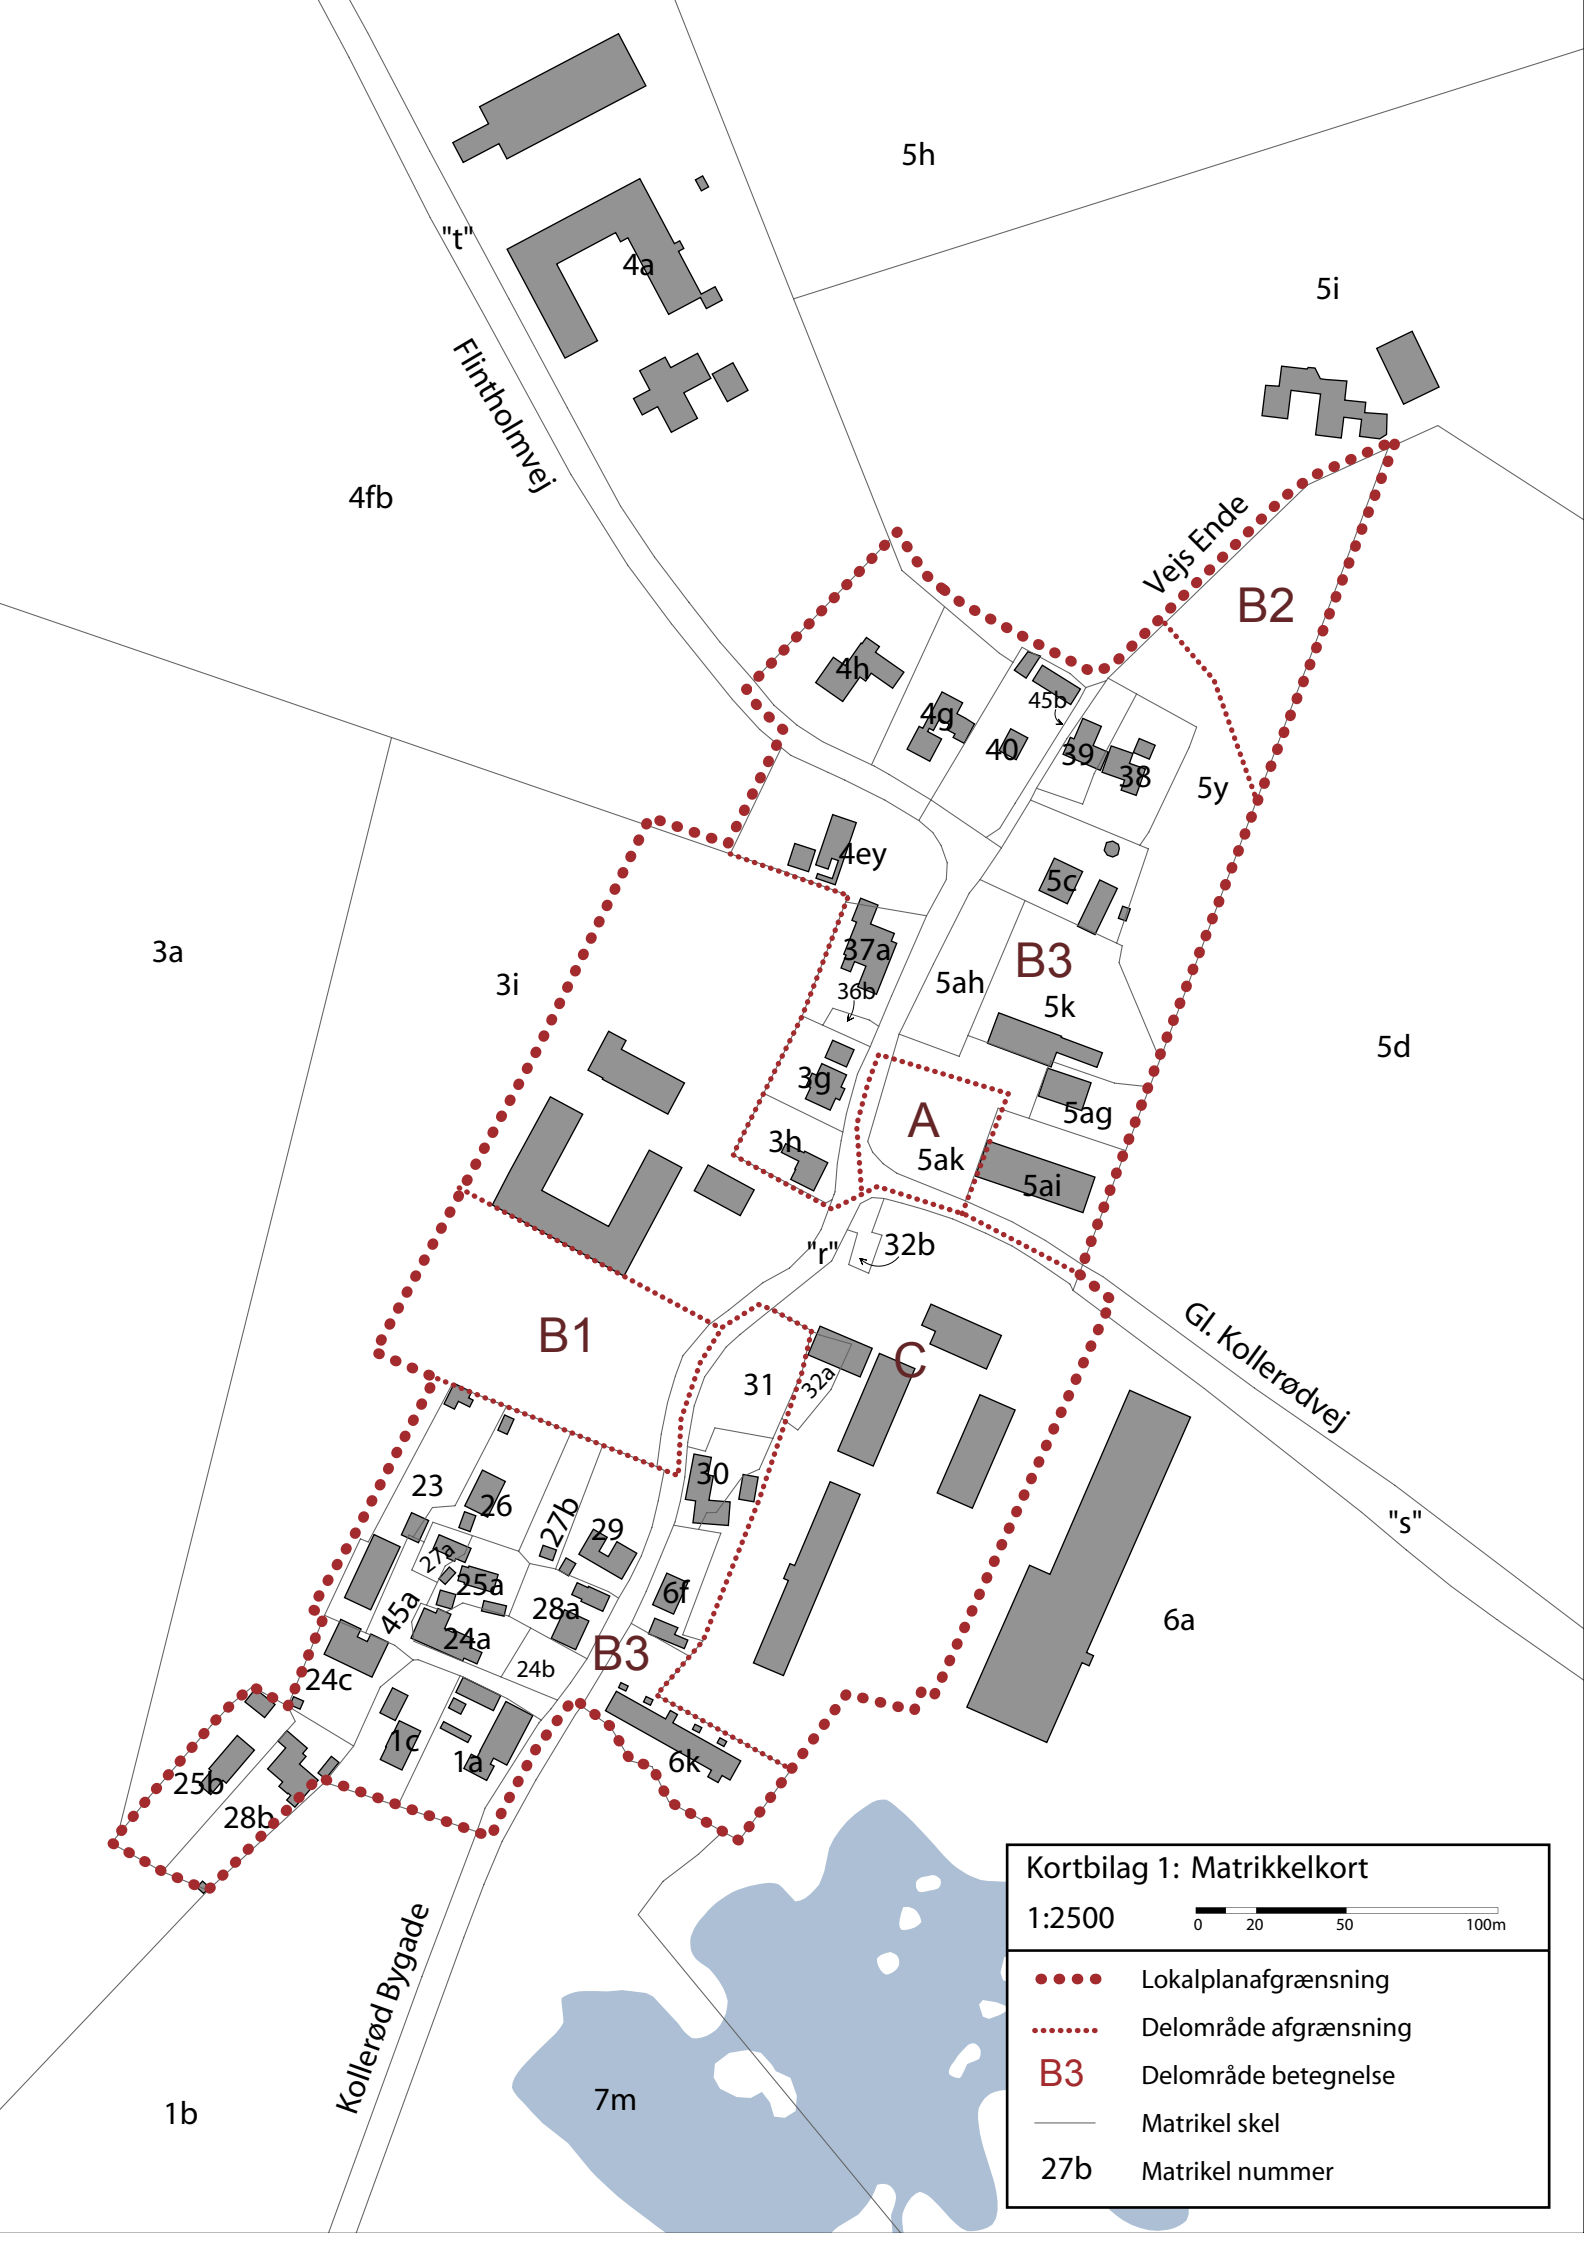 5h
"t"
4a
5i
Flintholmvej
4fb
Vejs Ende
B2
4h
45b
4g
40
39
38
5y
4ey
5c
37a
3a
B3
3i
5ah
36b
5k
5d
3g
5ag
A
3h
5ak
5ai
"r"
32b
Gl. Kollerødvej
B1
C
31
32a
30
23
26
27b
29
"s"
27a
25a
6f
45a
28a
6a
24a
B3
24b
24c
1c
1a
6k
25b
28b
Kollerød Bygade
7m
1b
Kortbilag 1: Matrikkelkort
1:2500
0 20 50 100m
Lokalplanafgrænsning
Delområde afgrænsning
B3 Delområde betegnelse
Matrikel skel
27b Matrikel nummer